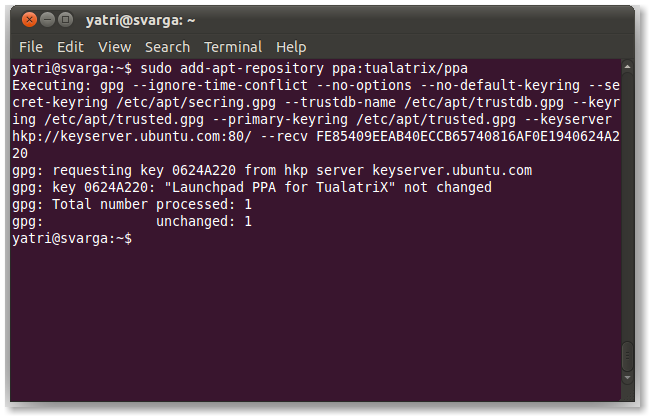 yatri@svarga: ~
File Edit View Search Terminal Help
yatri@svarga:~$ sudo add-apt-repository ppa:tualatrix/ppa
Executing: gpg --ignore-time-conflict --no-options --no-default-keyring --se
cret-keyring /etc/apt/secring.gpg --trustdb-name /etc/apt/trustdb.gpg --keyr
ing /etc/apt/trusted.gpg --primary-keyring /etc/apt/trusted.gpg --keyserver
hkp://keyserver.ubuntu.com:80/ --recv FE85409EEAB40ECCB65740816AF0E1940624A2
20
gpg: requesting key 0624A220 from hkp server keyserver.ubuntu.com
gpg: key 0624A220: "Launchpad PPA for TualatriX" not changed
gpg: Total number processed: 1
gpg:              unchanged: 1
yatri@svarga:~$